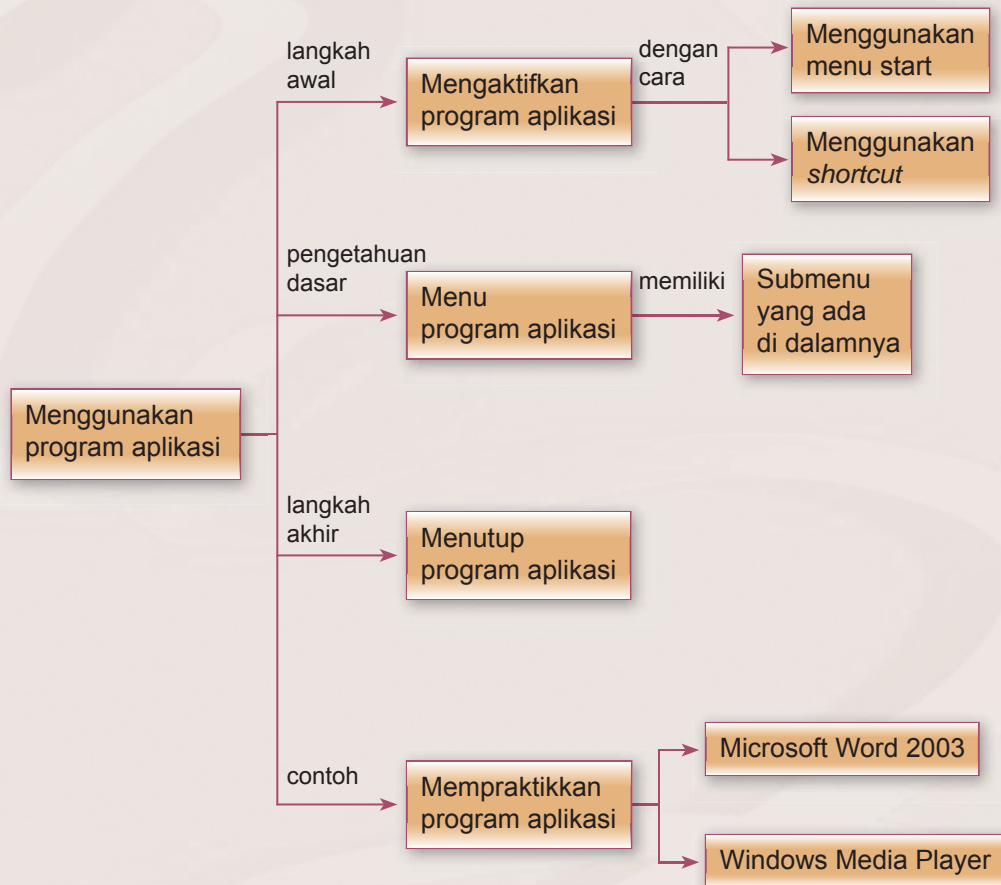 langkah
awal
Mengaktifkan
program aplikasi
dengan
cara
Menggunakan
menu start
Menggunakan
shortcut
pengetahuan
dasar
Menu
program aplikasi
memiliki
Submenu
yang ada
di dalamnya
Menggunakan
program aplikasi
langkah
akhir
Menutup
program aplikasi
contoh
Mempraktikkan
program aplikasi
Microsoft Word 2003
Windows Media Player